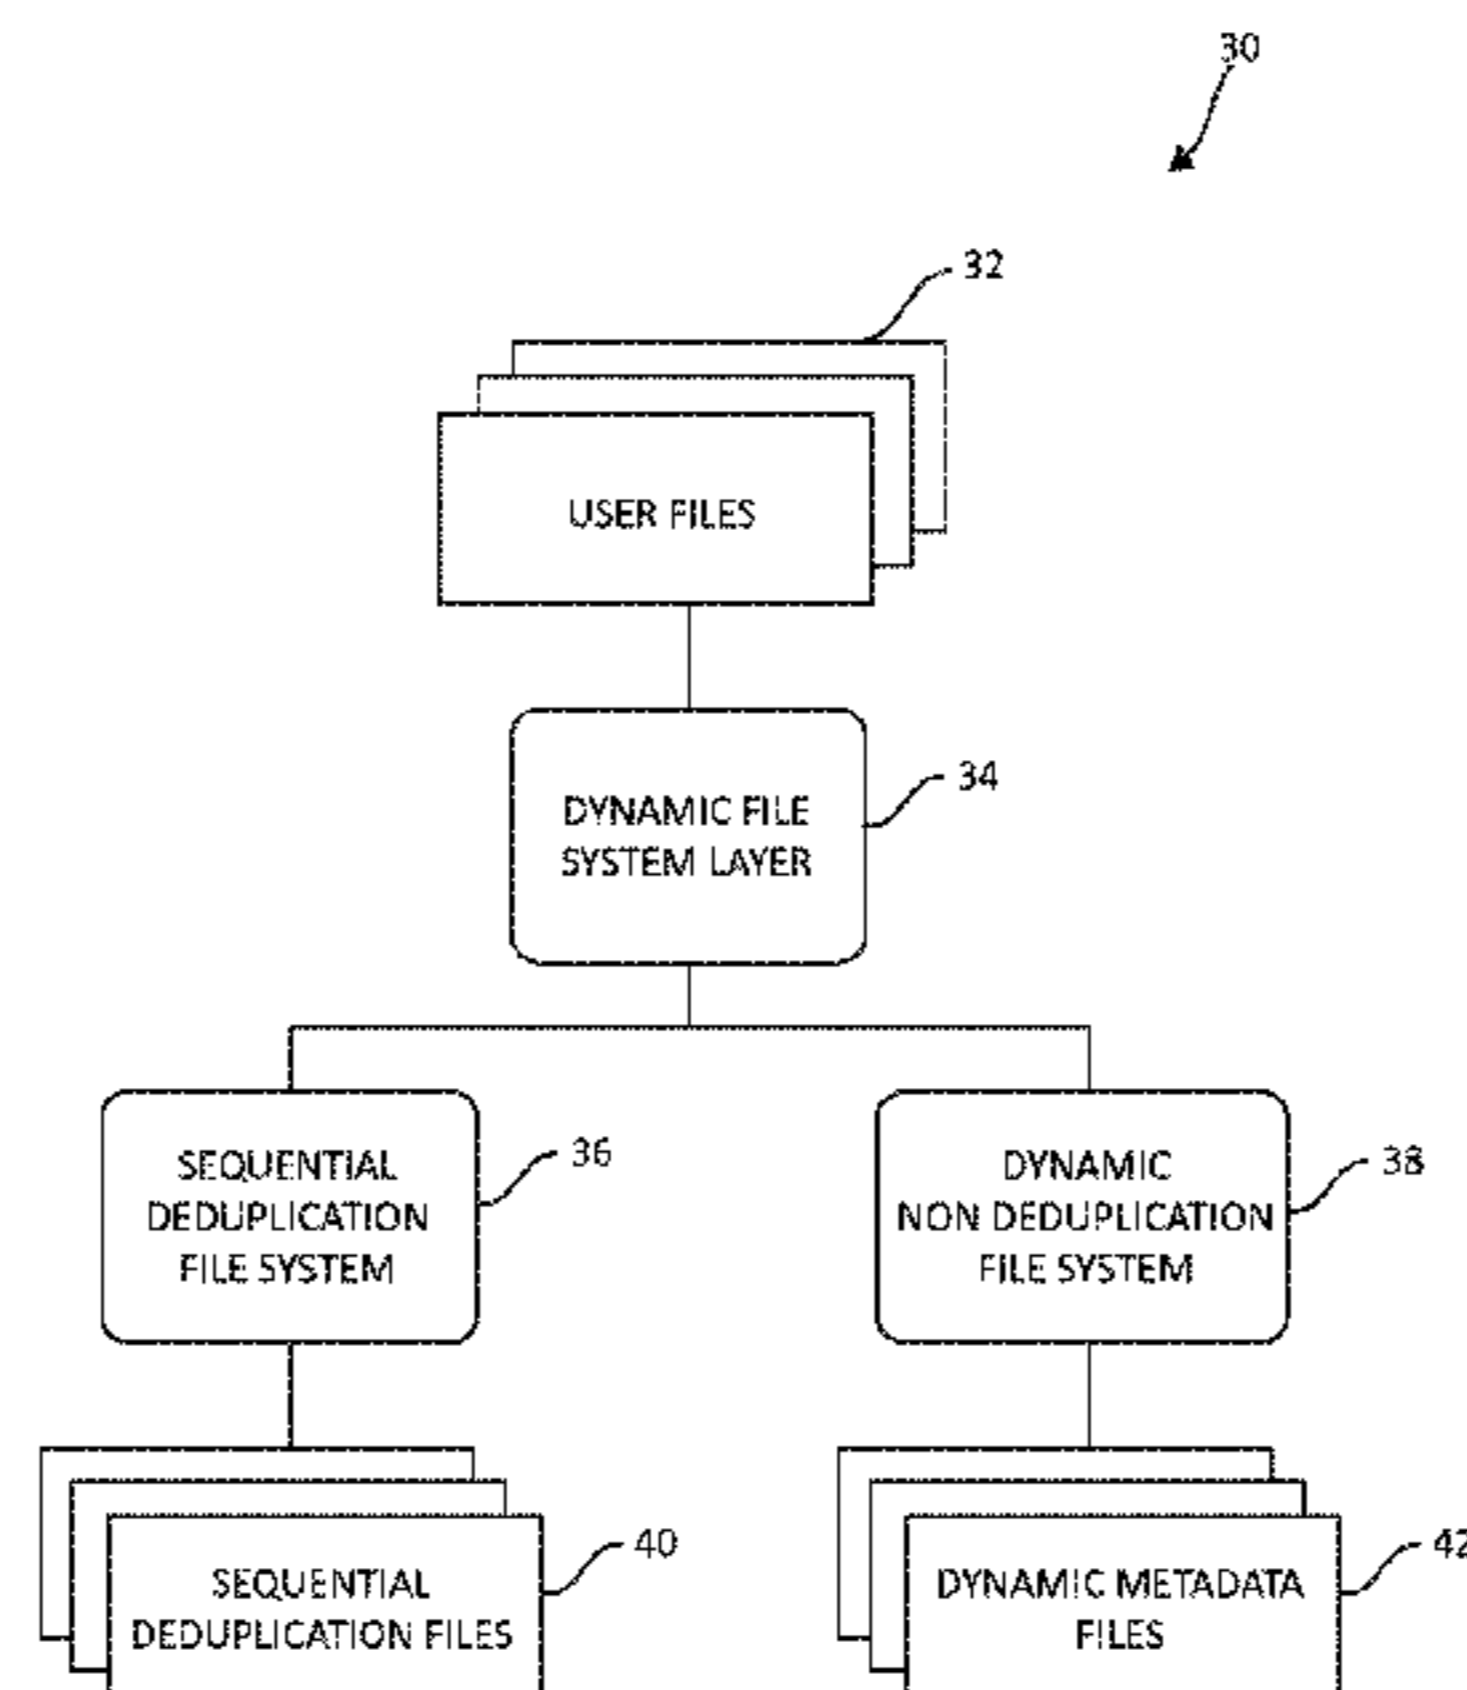 30
32
USER FILES
34
DYNAMIC FILE
SYSTEM LAYER
36
SEQUENTIAL
DEDUPLICATION
FILE SYSTEM
38
DYNAMIC
NON DEDUPLICATION
FILE SYSTEM
40
SEQUENTIAL
DEDUPLICATION FILES
42
DYNAMIC METADATA
FILES